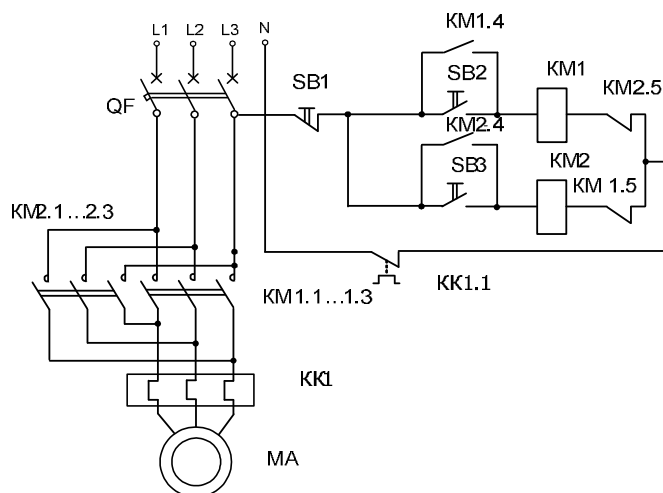 L1 L2 L3 N
KM1.4
SB1
SB2
KM1
KM2.5
QF
KM2.4
SB3
KM2
KM 1.5
KM2.1...2.3
KM1.1...1.3
KK1.1
KK1
MA